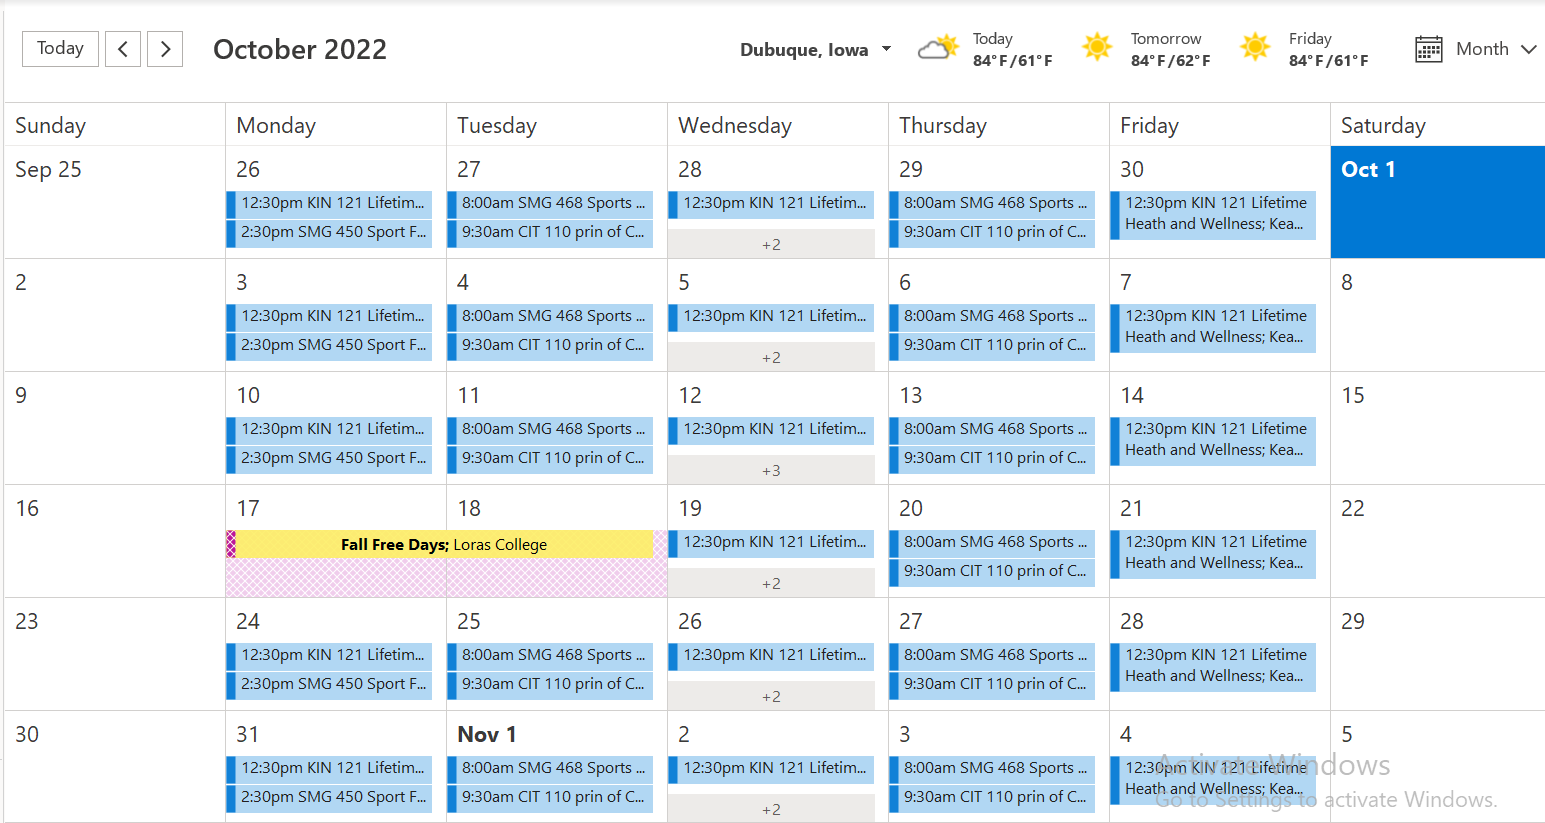 Today
October 2022
Dubuque, Iowa
Today
84°F/61°F
Tomorrow
84°F/62°F
Friday
84°F/61°F
Month
Sunday Monday Tuesday Wednesday Thursday Friday Saturday
Sep 25 26 27 28 29 30 Oct 1
12:30pm KIN 121 Lifetim... 8:00am SMG 468 Sports ... 12:30pm KIN 121 Lifetim... 8:00am SMG 468 Sports ... 12:30pm KIN 121 Lifetime
2:30pm SMG 450 Sport F... 9:30am CIT 110 prin of C... +2 9:30am CIT 110 prin of C... Heath and Wellness; Kea...
2 3 4 5 6 7 8
12:30pm KIN 121 Lifetim... 8:00am SMG 468 Sports ... 12:30pm KIN 121 Lifetim... 8:00am SMG 468 Sports ... 12:30pm KIN 121 Lifetime
2:30pm SMG 450 Sport F... 9:30am CIT 110 prin of C... +2 9:30am CIT 110 prin of C... Heath and Wellness; Kea...
9 10 11 12 13 14 15
12:30pm KIN 121 Lifetim... 8:00am SMG 468 Sports ... 12:30pm KIN 121 Lifetim... 8:00am SMG 468 Sports ... 12:30pm KIN 121 Lifetime
2:30pm SMG 450 Sport F... 9:30am CIT 110 prin of C... +3 9:30am CIT 110 prin of C... Heath and Wellness; Kea...
16 17 18 19 20 21 22
Fall Free Days; Loras College 12:30pm KIN 121 Lifetim... 8:00am SMG 468 Sports ... 12:30pm KIN 121 Lifetime
+2 9:30am CIT 110 prin of C... Heath and Wellness; Kea...
23 24 25 26 27 28 29
12:30pm KIN 121 Lifetim... 8:00am SMG 468 Sports ... 12:30pm KIN 121 Lifetim... 8:00am SMG 468 Sports ... 12:30pm KIN 121 Lifetime
2:30pm SMG 450 Sport F... 9:30am CIT 110 prin of C... +2 9:30am CIT 110 prin of C... Heath and Wellness; Kea...
30 31 Nov 1 2 3 4 5
12:30pm KIN 121 Lifetim... 8:00am SMG 468 Sports ... 12:30pm KIN 121 Lifetim... 8:00am SMG 468 Sports ... 12:30pm KIN 121 Lifetime
2:30pm SMG 450 Sport F... 9:30am CIT 110 prin of C... +2 9:30am CIT 110 prin of C... Heath and Wellness; Kea...
Activate Windows
Go to Settings to activate Windows.